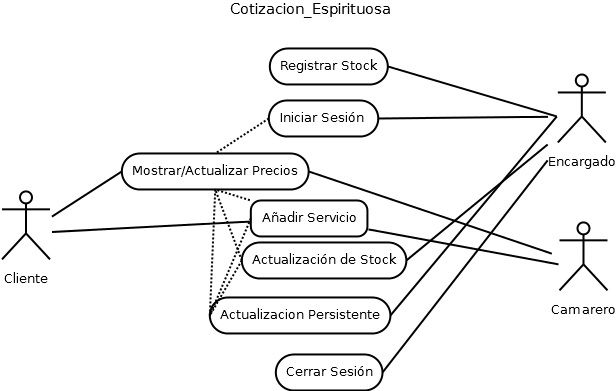 Cotizacion_Espirituosa
Registrar Stock
Iniciar Sesión
Encargado
Mostrar/Actualizar Precios
Añadir Servicio
Actualización de Stock
Cliente
Camarero
Actualizacion Persistente
Cerrar Sesión